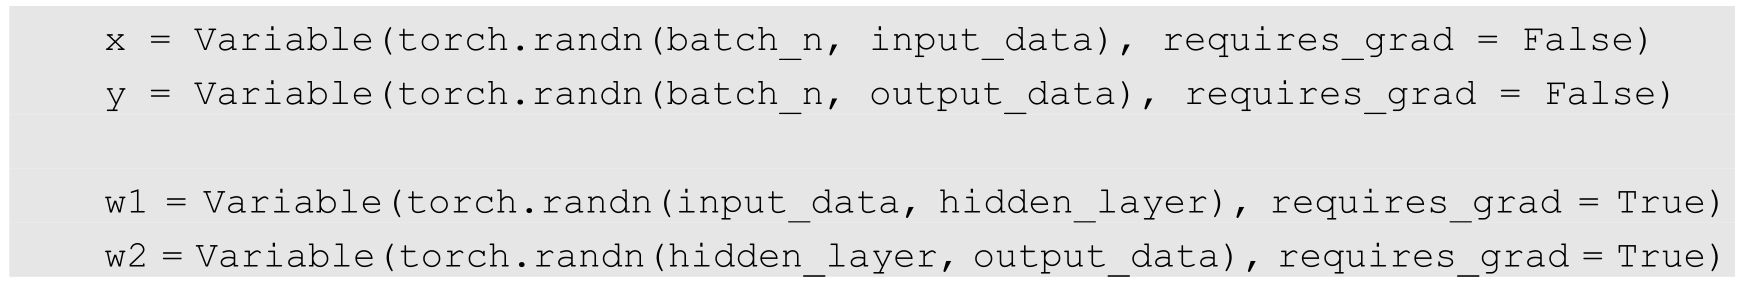 x = Variable(torch.randn(batch_n, input_data), requires_grad = False)
y = Variable(torch.randn(batch_n, output_data), requires_grad = False)
w1 = Variable(torch.randn(input_data, hidden_layer), requires_grad = True)
w2 = Variable(torch.randn(hidden_layer, output_data), requires_grad = True)